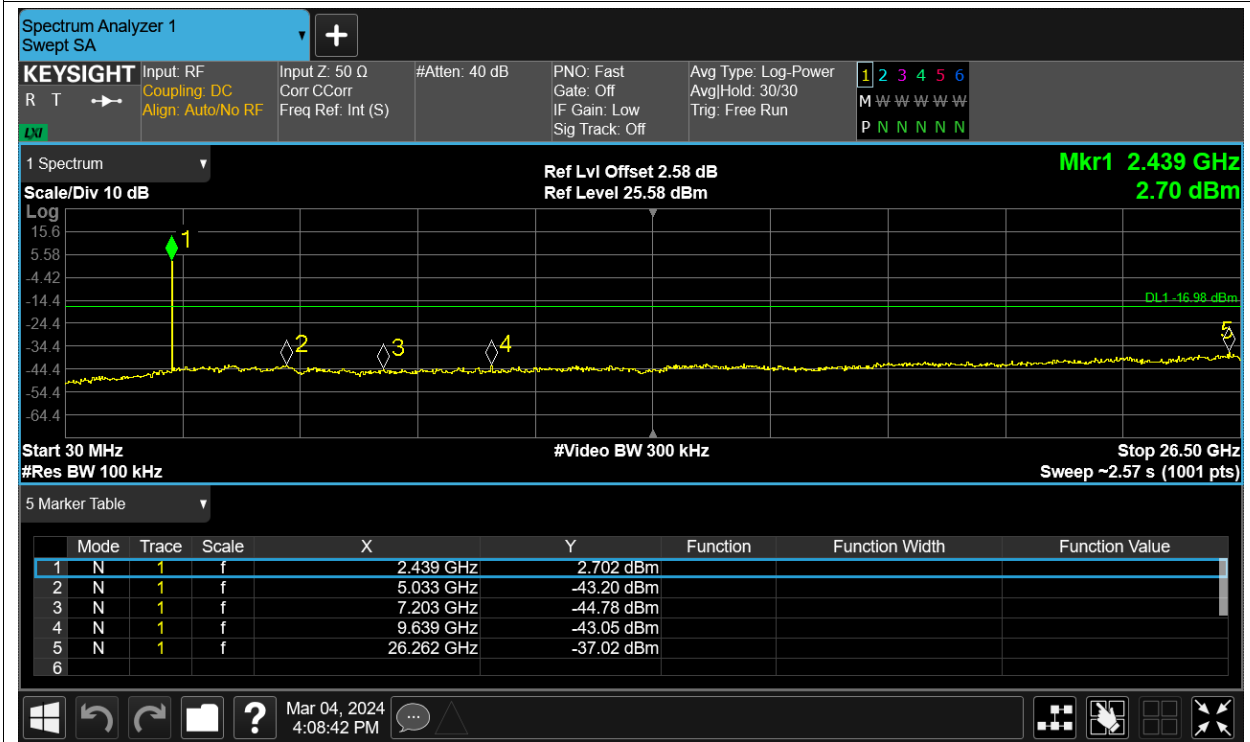 Spectrum Analyzer 1
Swept SA
+
KEYSIGHT
R T
LXI
Input: RF
Coupling: DC
Align: Auto/No RF
Input Z: 50 Ω
Corr CCorr
Freq Ref: Int (S)
#Atten: 40 dB
PNO: Fast
Gate: Off
IF Gain: Low
Sig Track: Off
Avg Type: Log-Power
Avg|Hold: 30/30
Trig: Free Run
1 2 3 4 5 6
M W W W W W
P N N N N N
1 Spectrum
Scale/Div 10 dB
Ref Lvl Offset 2.58 dB
Ref Level 25.58 dBm
Mkr1 2.439 GHz
2.70 dBm
Log
15.6
5.58
-4.42
-14.4
-24.4
-34.4
-44.4
-54.4
-64.4
1
2
3
4
5
DL1 -16.98 dBm
Start 30 MHz
#Res BW 100 kHz
#Video BW 300 kHz
Stop 26.50 GHz
Sweep ~2.57 s (1001 pts)
5 Marker Table
Mode Trace Scale X Y Function Function Width Function Value
1 N 1 f 2.439 GHz 2.702 dBm
2 N 1 f 5.033 GHz -43.20 dBm
3 N 1 f 7.203 GHz -44.78 dBm
4 N 1 f 9.639 GHz -43.05 dBm
5 N 1 f 26.262 GHz -37.02 dBm
6
?
Mar 04, 2024
4:08:42 PM